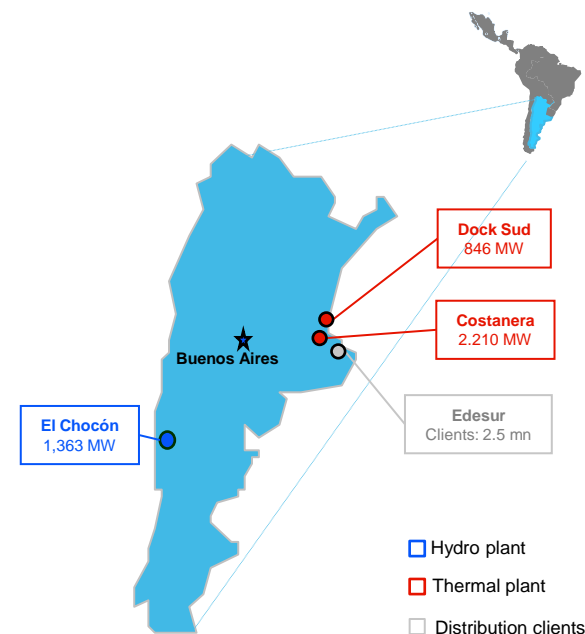 Dock Sud
846 MW
Costanera
2.210 MW
Buenos Aires
Edesur
Clients: 2.5 mn
El Chocón
1,363 MW
Hydro plant
Thermal plant
Distribution clients